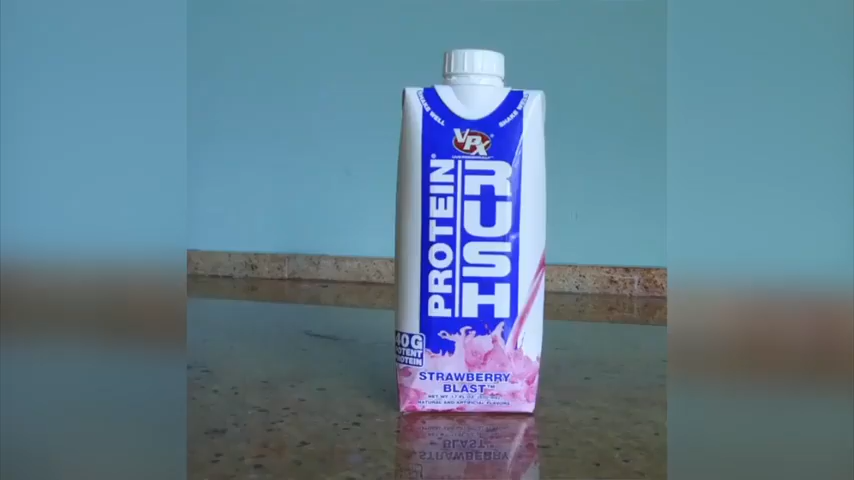 SHAKE WELL
SHAKE WELL
VPX
PROTEIN®
RUSH
40G
POTENT
PROTEIN
STRAWBERRY
BLAST™
NATURAL AND ARTIFICIAL FLAVORS